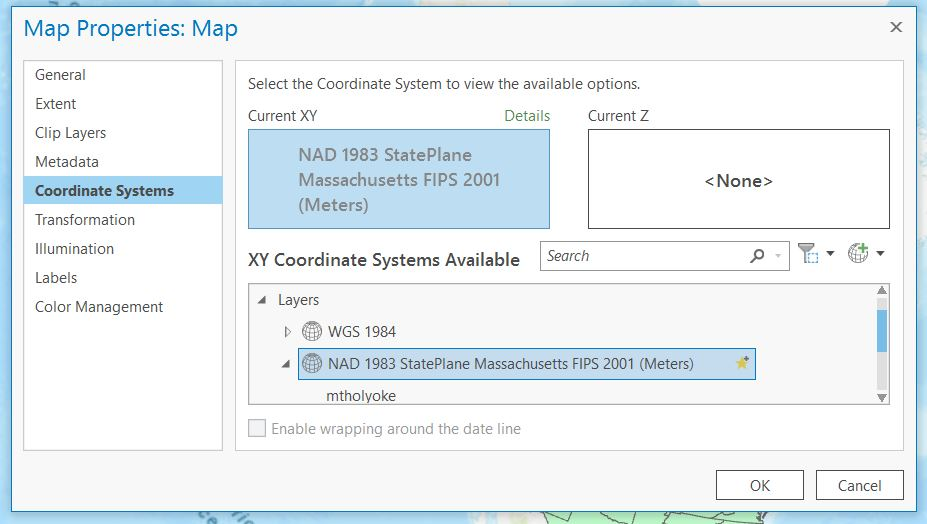 Map Properties: Map
General
Extent
Clip Layers
Metadata
Coordinate Systems
Transformation
Illumination
Labels
Color Management
Select the Coordinate System to view the available options.
Current XY
Details
Current Z
NAD 1983 StatePlane
Massachusetts FIPS 2001
(Meters)
<None>
XY Coordinate Systems Available
Search
Layers
WGS 1984
NAD 1983 StatePlane Massachusetts FIPS 2001 (Meters)
mtholyoke
Enable wrapping around the date line
OK
Cancel